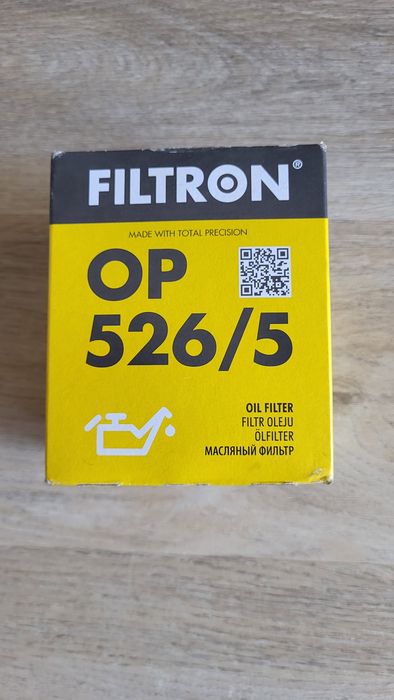 FILTRON®
MADE WITH TOTAL PRECISION
OP
526/5
OIL FILTER
FILTR OLEJU
ÖLFILTER
МАСЛЯНЫЙ ФИЛЬТР